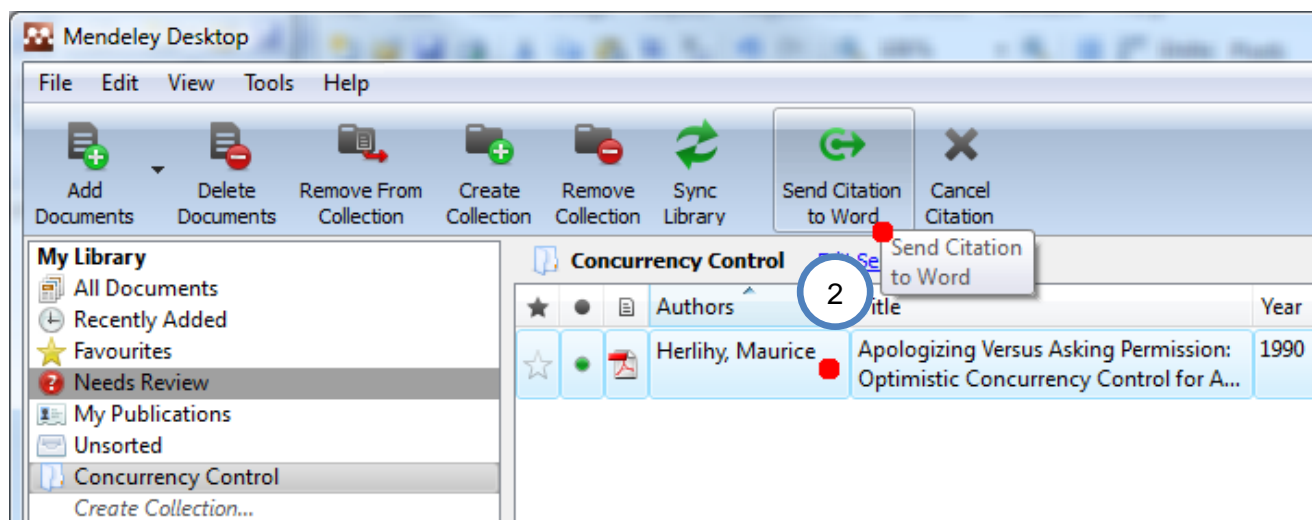 Mendeley Desktop
File Edit View Tools Help
Add Documents
Delete Documents
Remove From Collection
Create Collection
Remove Collection
Sync Library
Send Citation to Word
Cancel Citation
My Library
All Documents
Recently Added
Favourites
Needs Review
My Publications
Unsorted
Concurrency Control
Create Collection...
Concurrency Control
Send Citation
to Word
2
Authors Year
Herlihy, Maurice Apologizing Versus Asking Permission: 1990
Optimistic Concurrency Control for A...